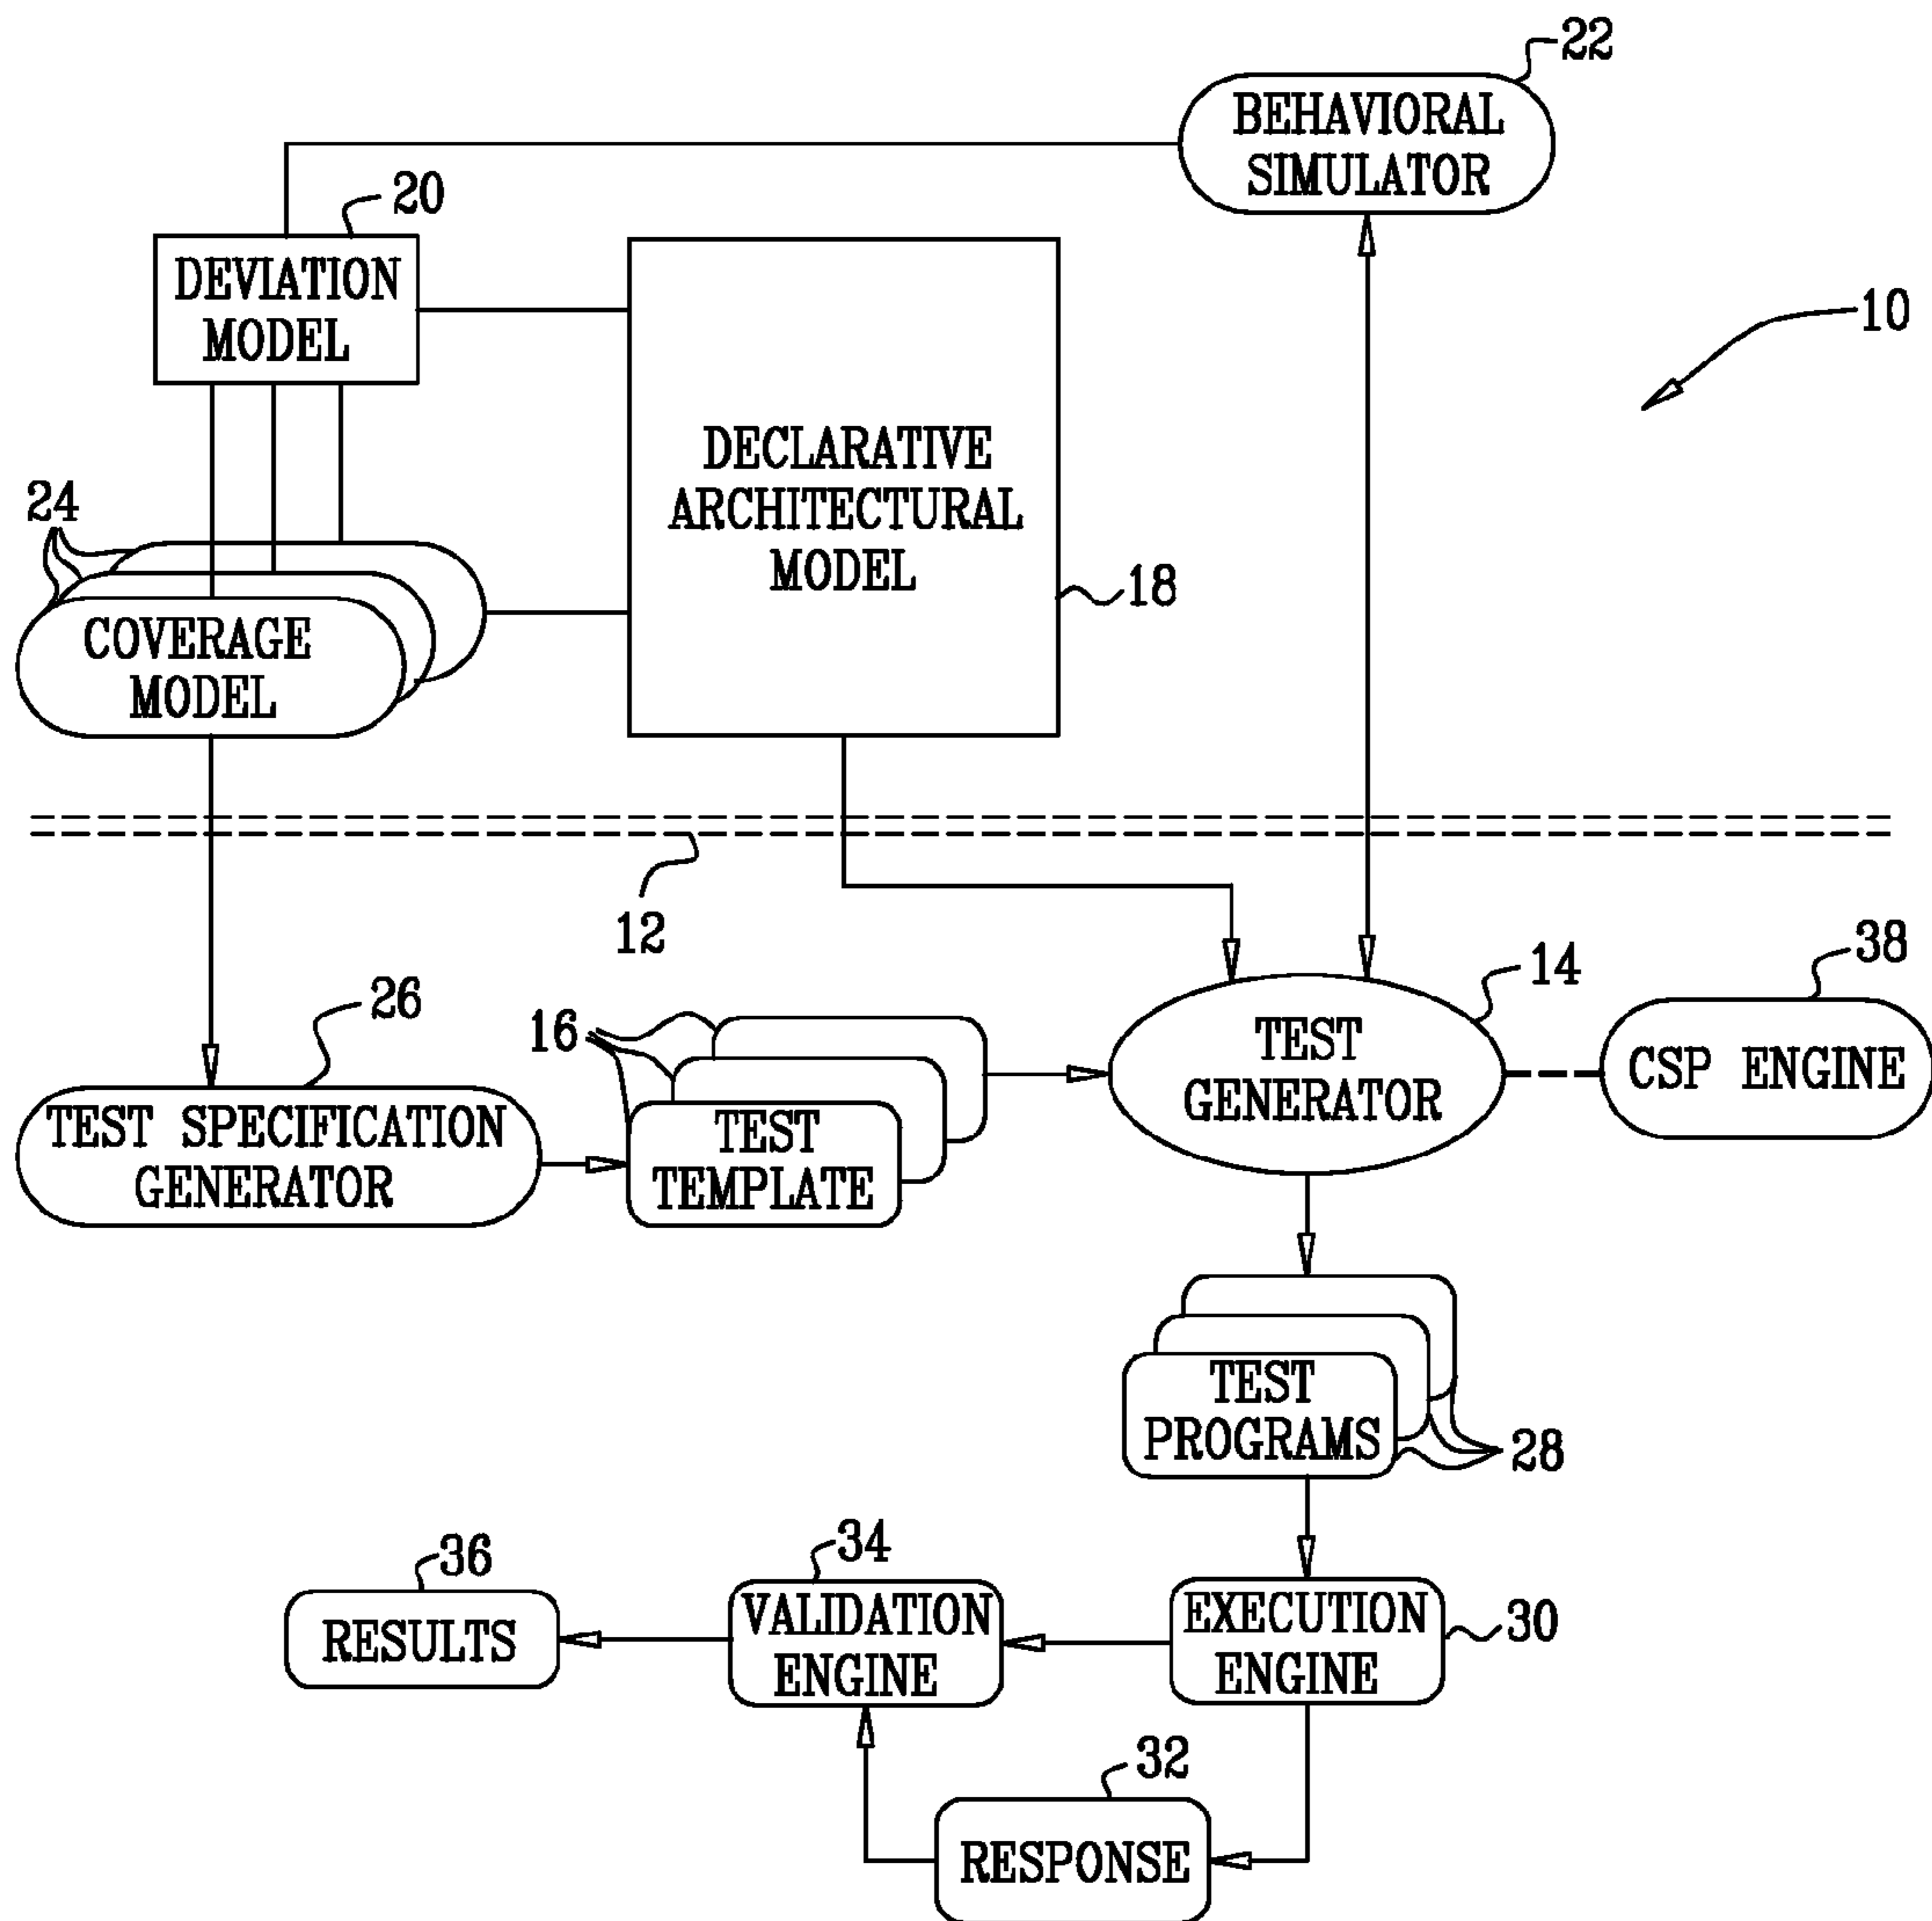 22
BEHAVIORAL
SIMULATOR
20
DEVIATION
MODEL
10
DECLARATIVE
ARCHITECTURAL
MODEL
18
24
COVERAGE
MODEL
12
14
38
26
16
TEST
GENERATOR
CSP ENGINE
TEST SPECIFICATION
GENERATOR
TEST
TEMPLATE
TEST
PROGRAMS
28
36
34
RESULTS
VALIDATION
ENGINE
EXECUTION
ENGINE
30
32
RESPONSE